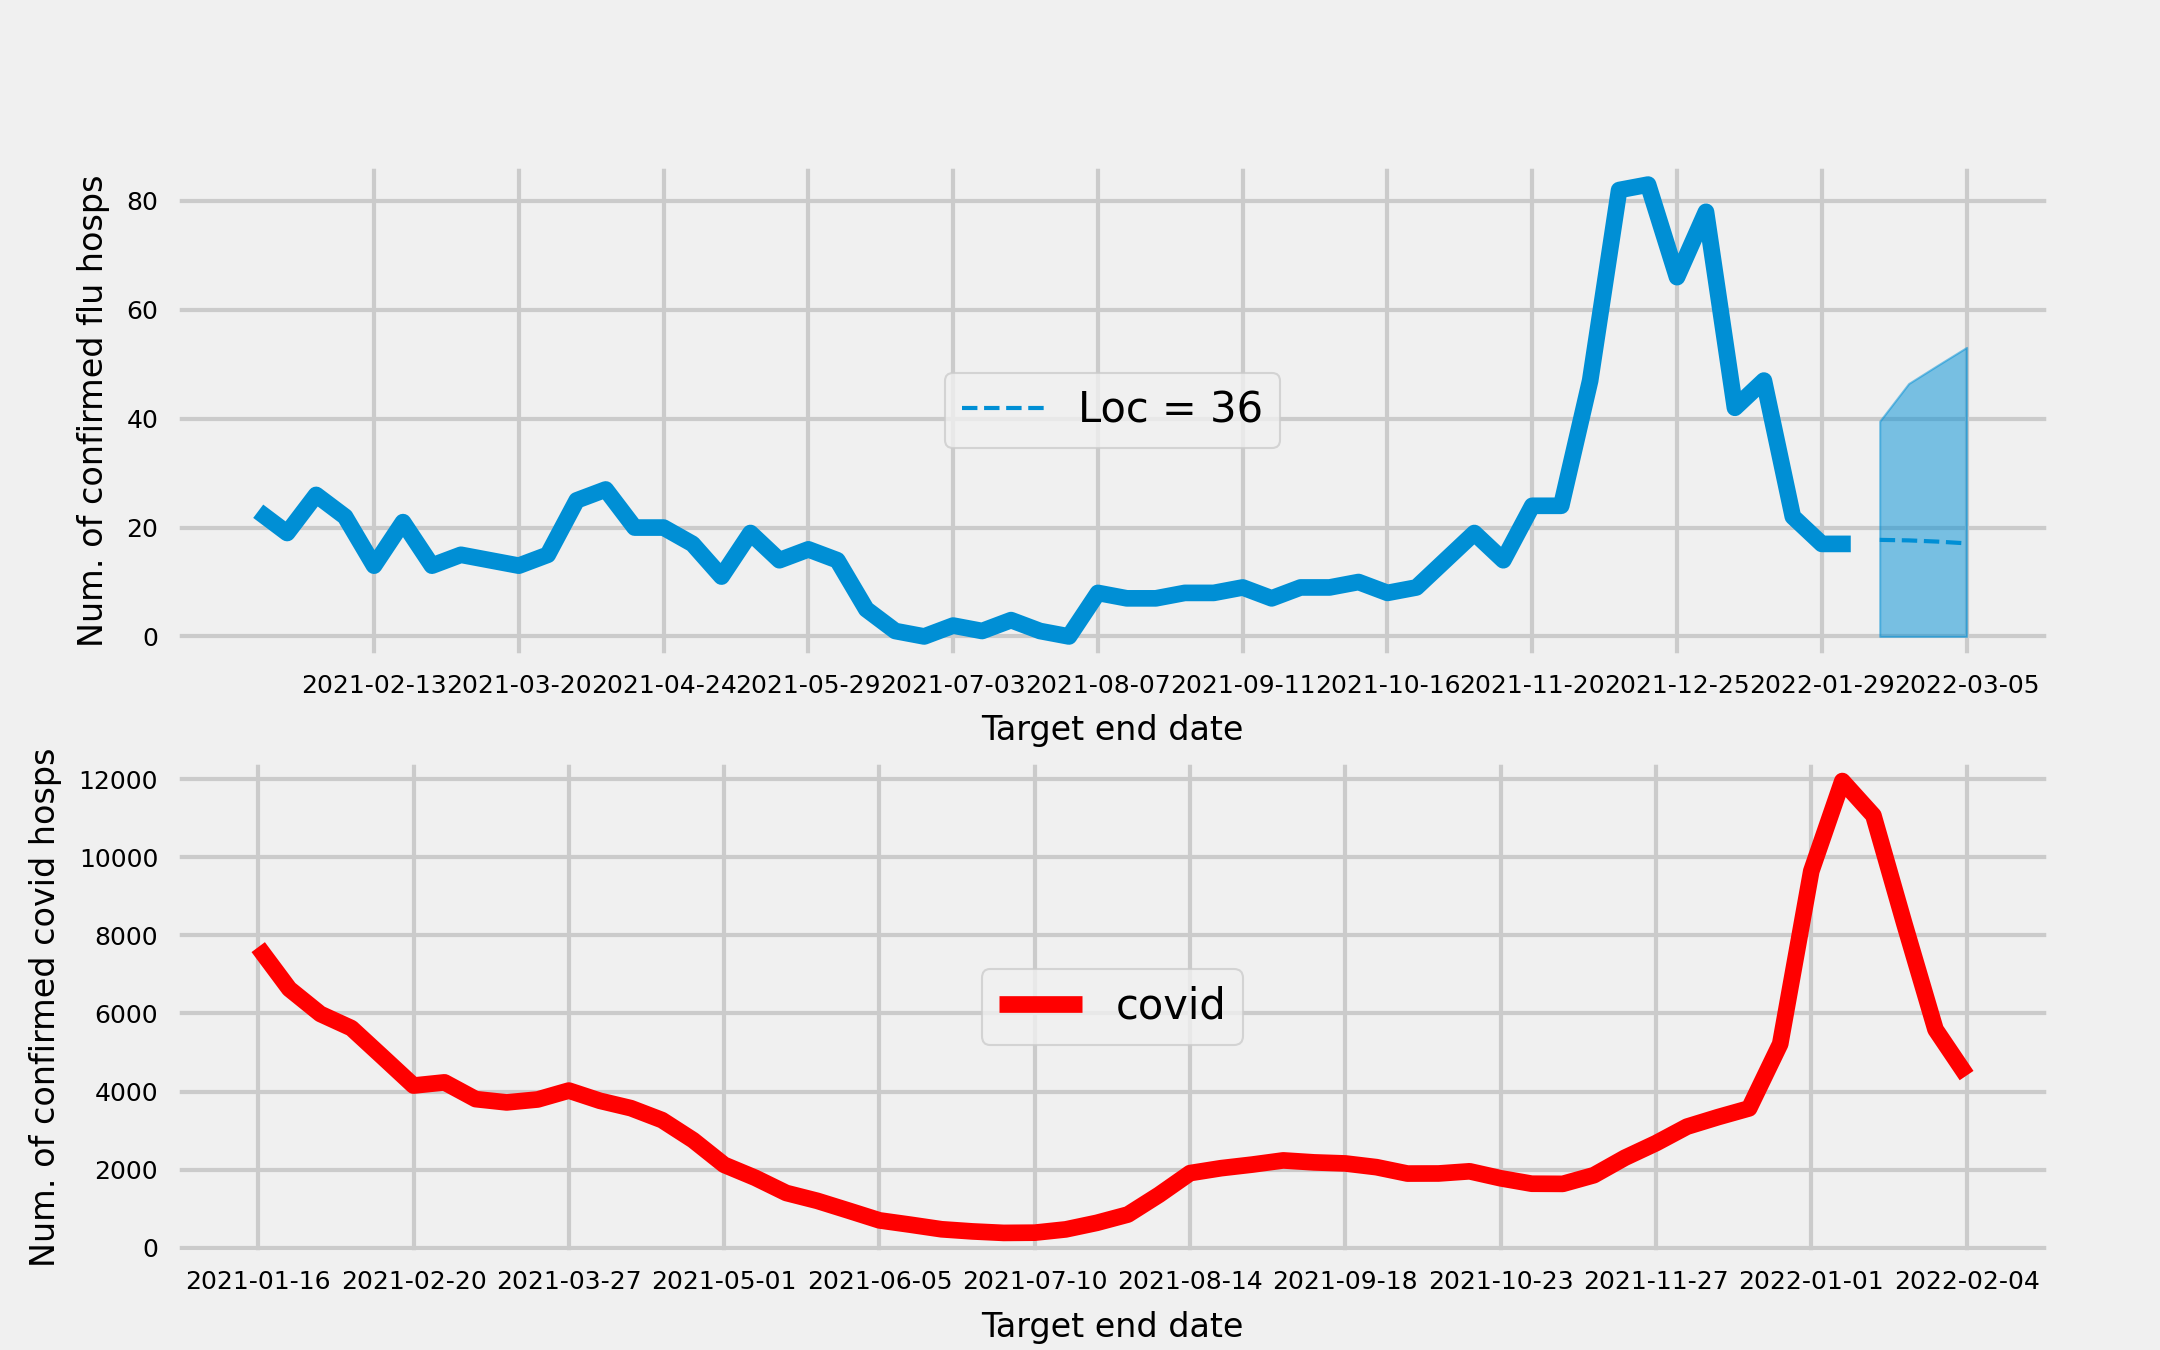 Num. of confirmed flu hosps
80
60
40
20
0
Loc = 36
2021-02-13 2021-03-20 2021-04-24 2021-05-29 2021-07-03 2021-08-07 2021-09-11 2021-10-16 2021-11-20 2021-12-25 2022-01-29 2022-03-05
Target end date
Num. of confirmed covid hosps
12000
10000
8000
6000
4000
2000
0
covid
2021-01-16 2021-02-20 2021-03-27 2021-05-01 2021-06-05 2021-07-10 2021-08-14 2021-09-18 2021-10-23 2021-11-27 2022-01-01 2022-02-04
Target end date